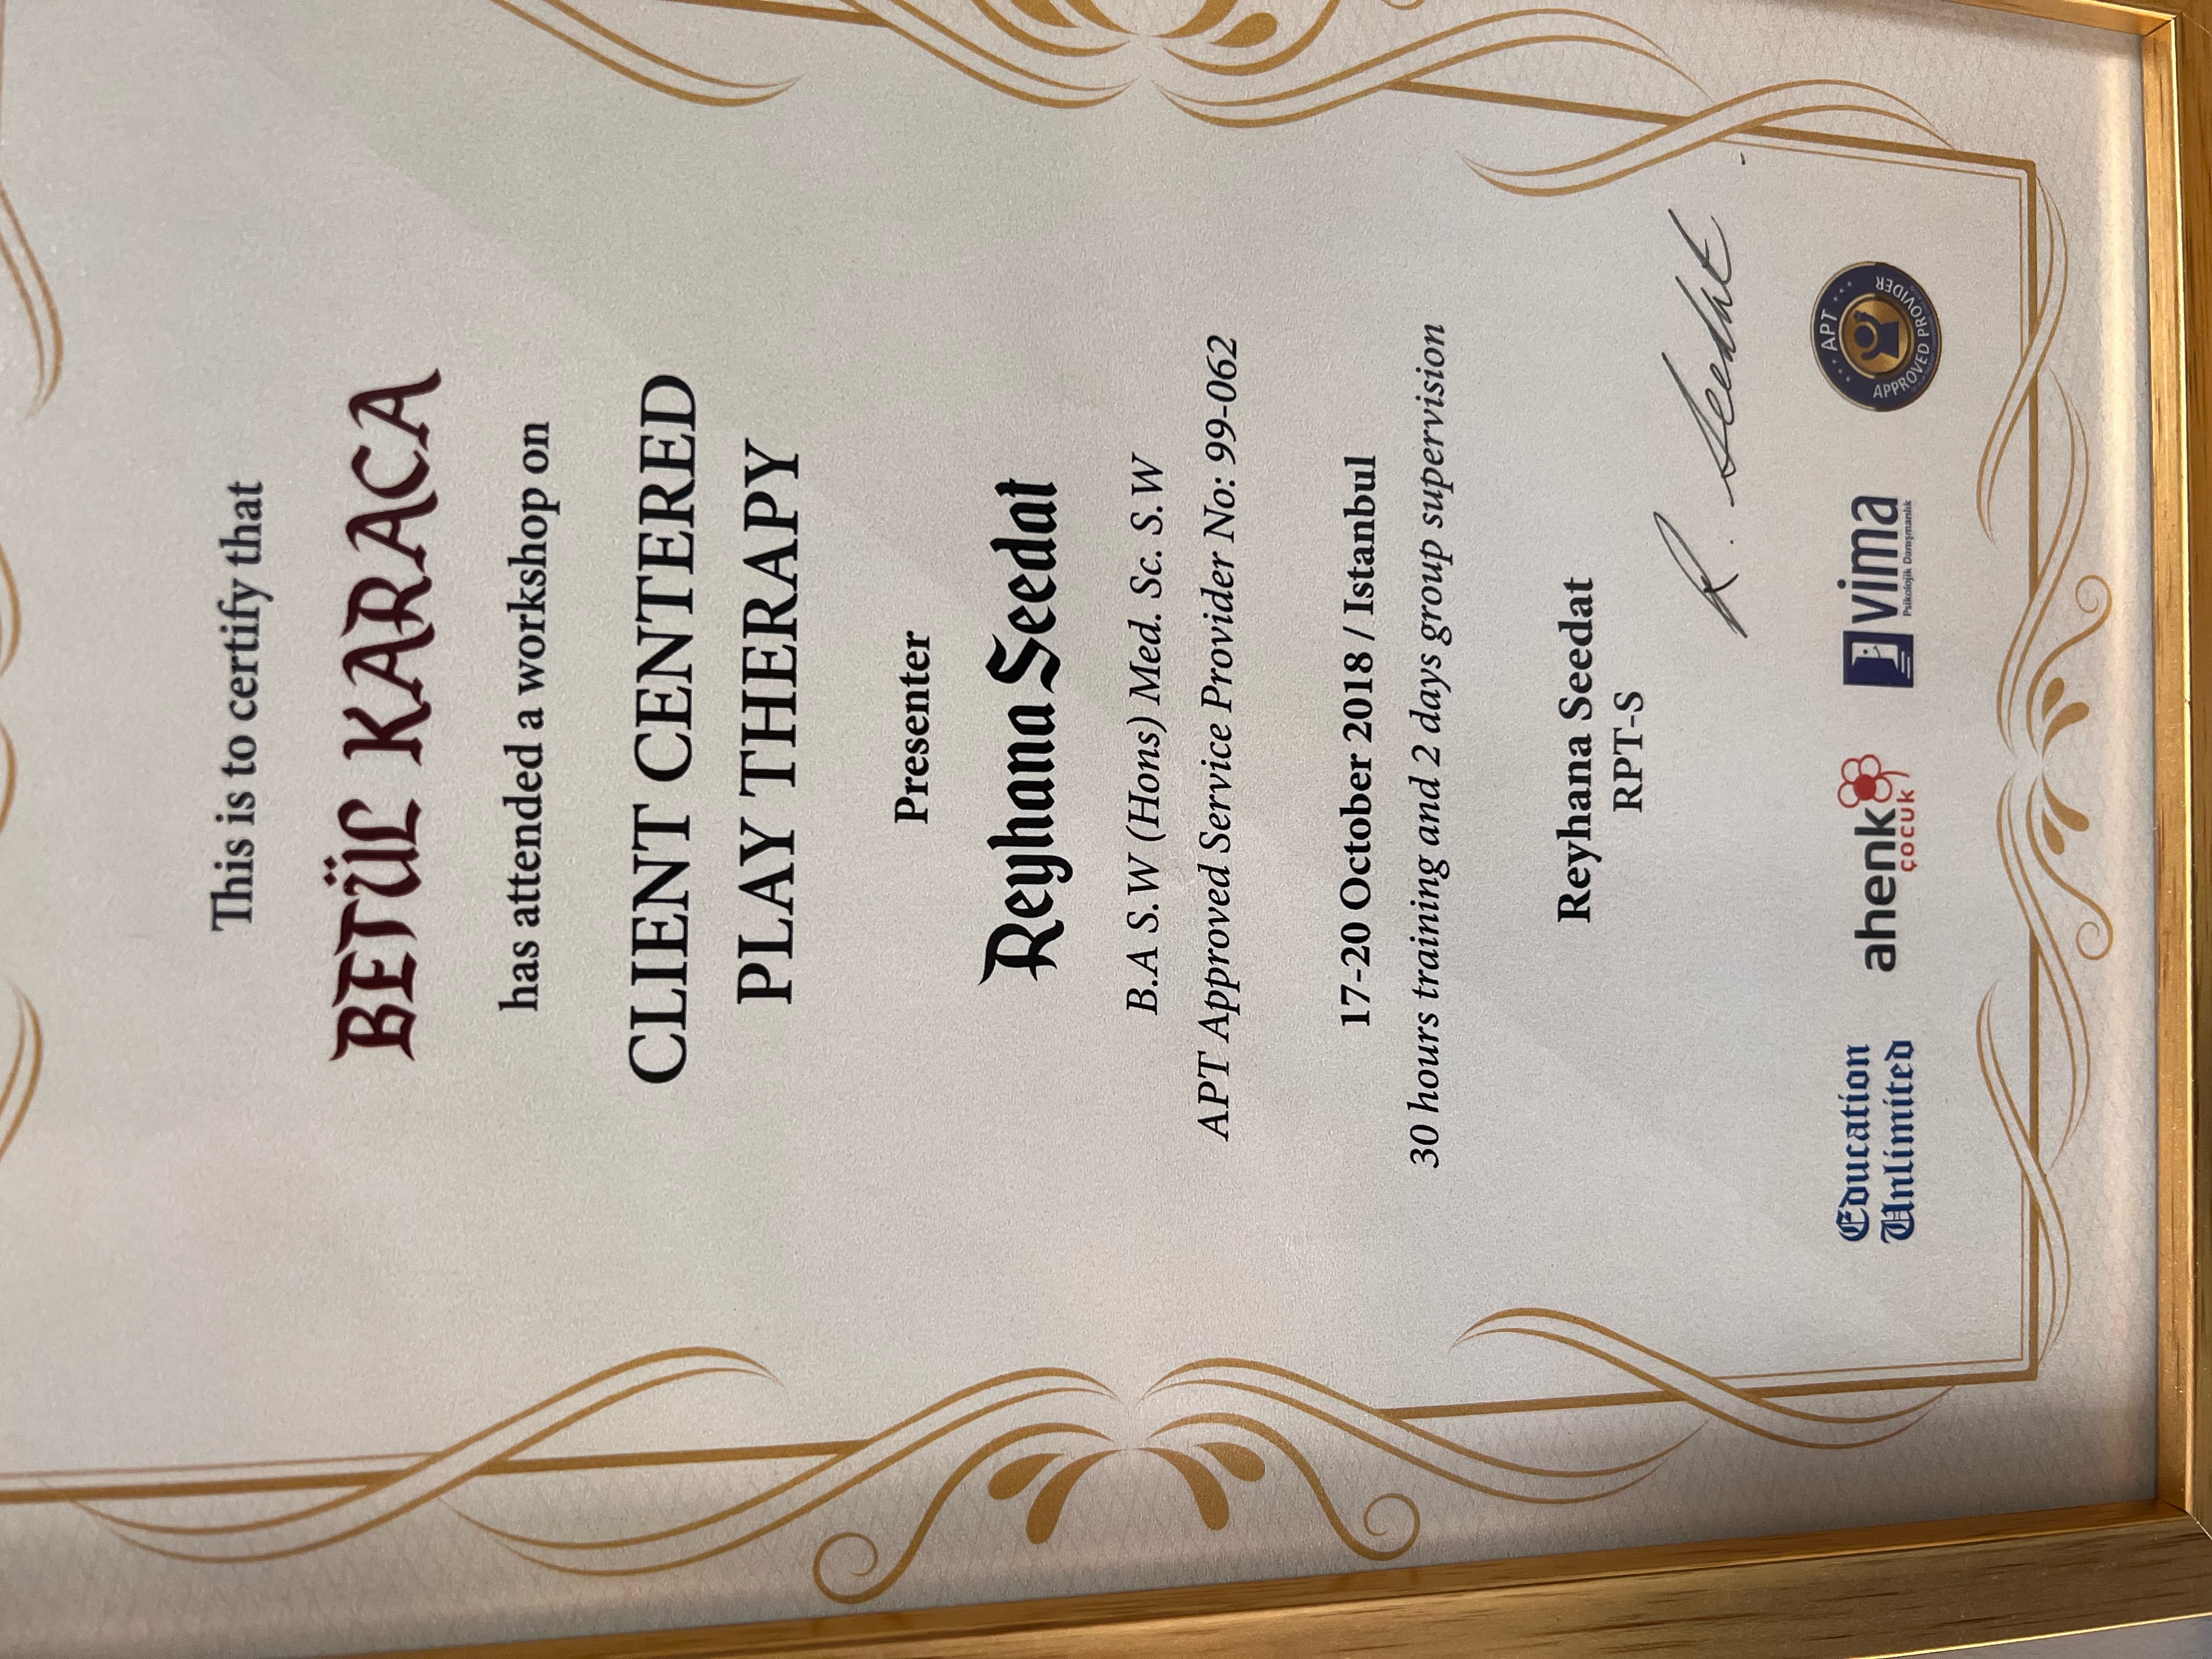 This is to certify that
BETÜL KARACA
has attended a workshop on
CLIENT CENTERED
PLAY THERAPY
Presenter
Reyhana Seedat
B.A S.W (Hons) Med. Sc. S.W
APT Approved Service Provider No: 99-062
17-20 October 2018 / Istanbul
30 hours training and 2 days group supervision
Reyhana Seedat
RPT-S
R. Seedat
Education
Unlimited
ahenk
çocuk
vima
Psikolojik Danışmanlık
APT
APPROVED PROVIDER